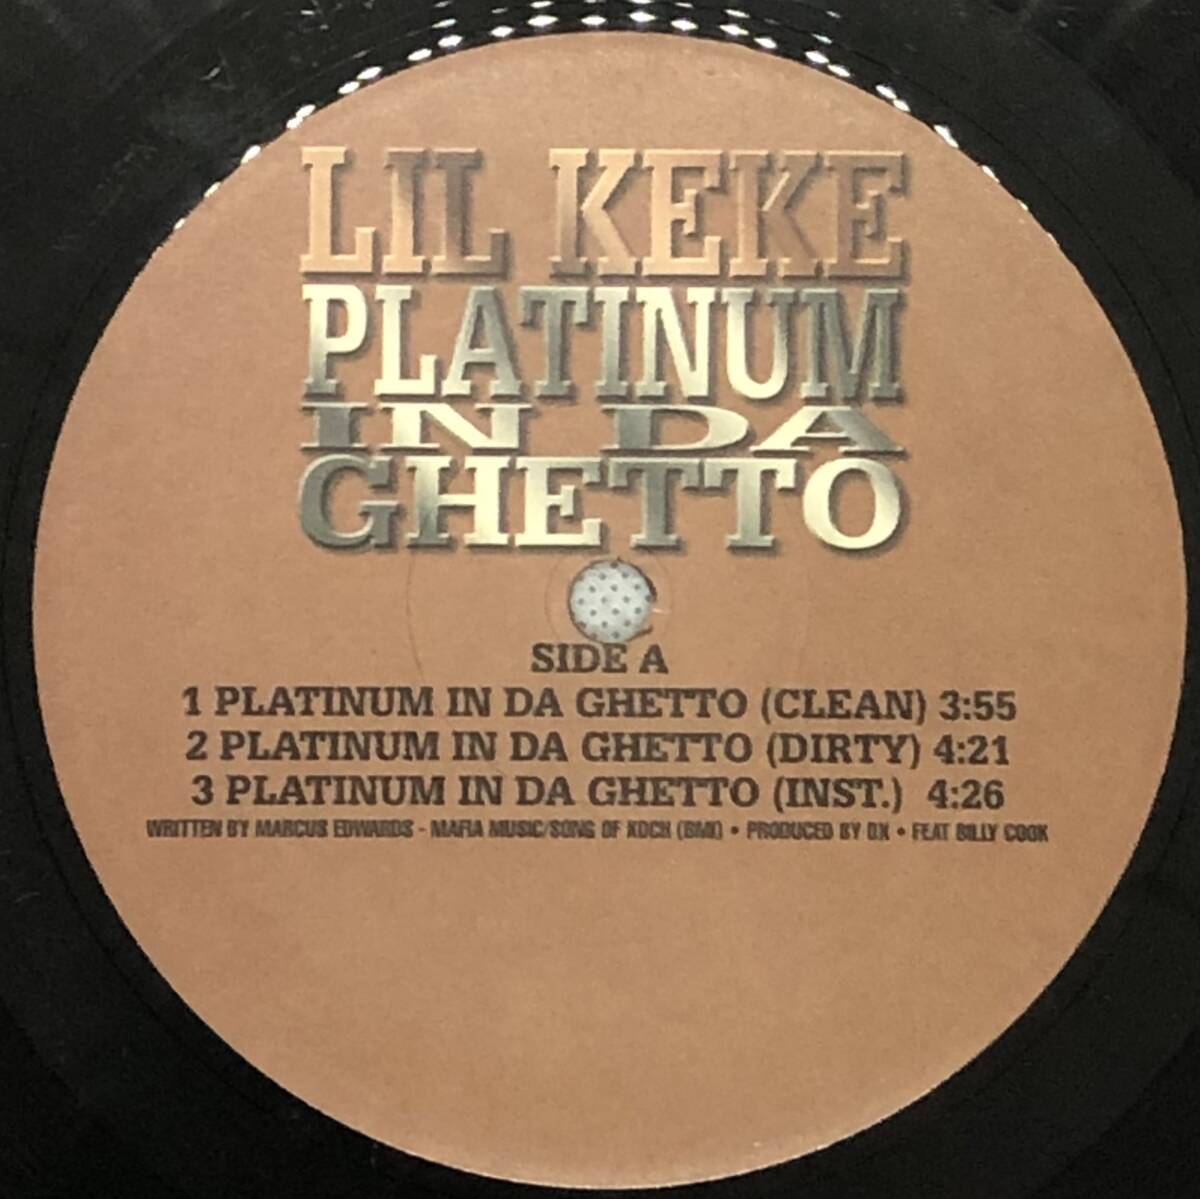 LIL KEKE
PLATINUM
IN DA
GHETTO
SIDE A
1 PLATINUM IN DA GHETTO (CLEAN) 3:55
2 PLATINUM IN DA GHETTO (DIRTY) 4:21
3 PLATINUM IN DA GHETTO (INST.) 4:26
WRITTEN BY MARCUS EDWARDS - MAFIA MUSIC/SONG OF KOCH (BMI) • PRODUCED BY DX • FEAT BILLY COOK